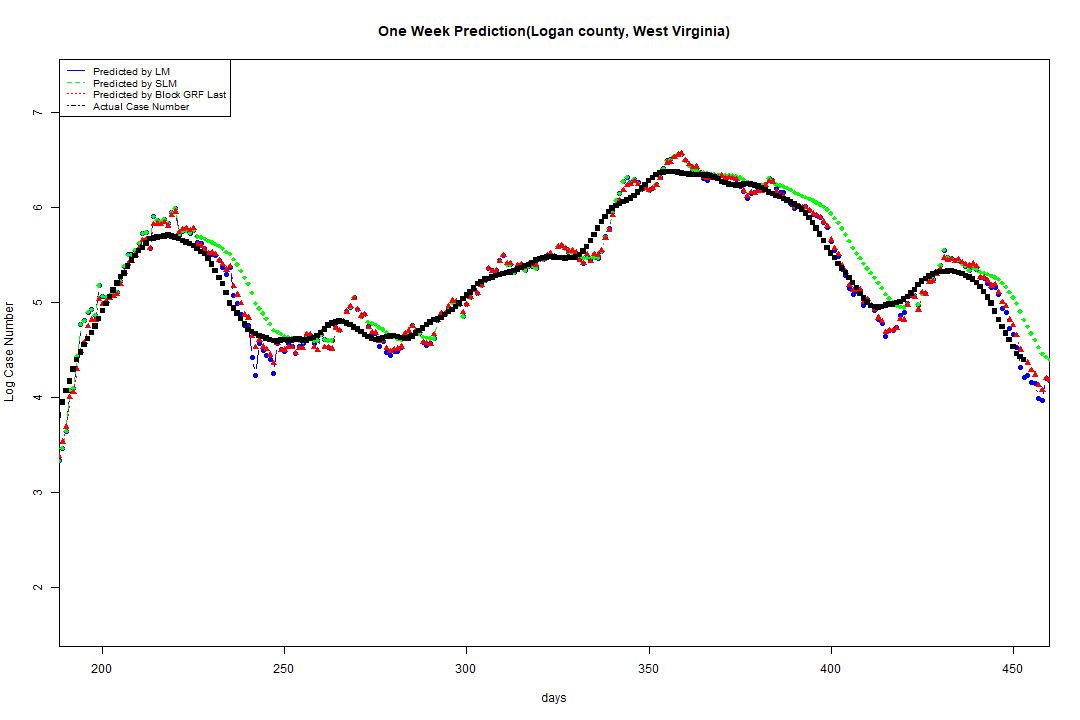 One Week Prediction(Logan county, West Virginia)
Predicted by LM
Predicted by SLM
Predicted by Block GRF Last
Actual Case Number
7
6
5
4
3
2
Log Case Number
200 250 300 350 400 450
days